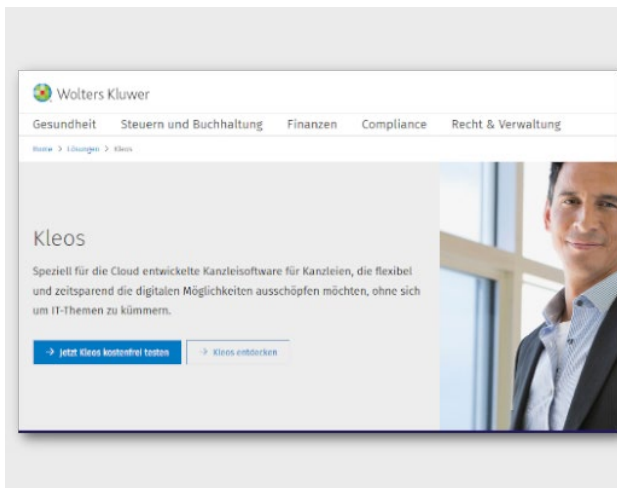 Wolters Kluwer
Gesundheit Steuern und Buchhaltung Finanzen Compliance Recht & Verwaltung
Home > Lösungen > Kleos
Kleos
Speziell für die Cloud entwickelte Kanzleisoftware für Kanzleien, die flexibel
und zeitsparend die digitalen Möglichkeiten ausschöpfen möchten, ohne sich
um IT-Themen zu kümmern.
→ Jetzt Kleos kostenfrei testen → Kleos entdecken